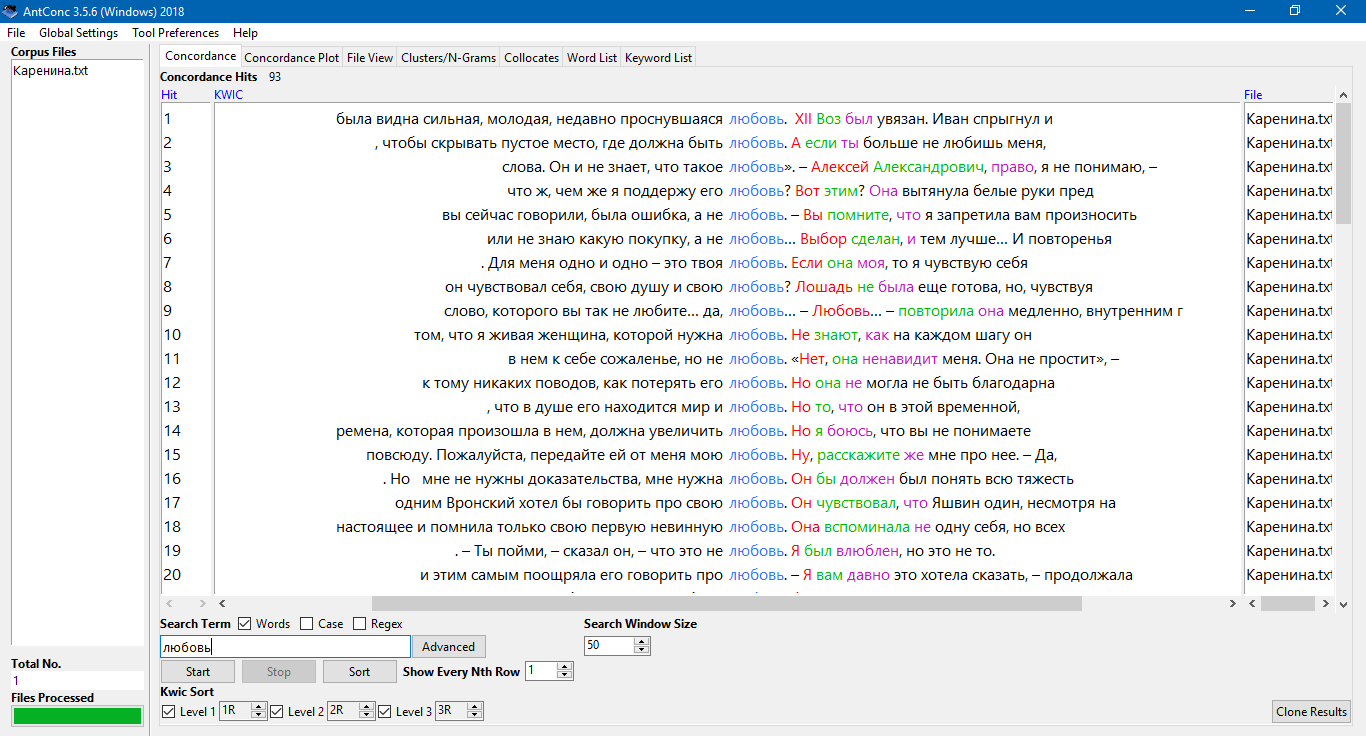 AntConc 3.5.6 (Windows) 2018
File Global Settings Tool Preferences Help
Corpus Files
Каренина.txt
Concordance Concordance Plot File View Clusters/N-Grams Collocates Word List Keyword List
Concordance Hits 93
Hit KWIC File
1 была видна сильная, молодая, недавно проснувшаяся любовь. XII Воз был увязан. Иван спрыгнул и Каренина.txt
2 , чтобы скрывать пустое место, где должна быть любовь. А если ты больше не любишь меня, Каренина.txt
3 слова. Он и не знает, что такое любовь». – Алексей Александрович, право, я не понимаю, – Каренина.txt
4 что ж, чем же я поддержу его любовь? Вот этим? Она вытянула белые руки пред Каренина.txt
5 вы сейчас говорили, была ошибка, а не любовь. – Вы помните, что я запретила вам произносить Каренина.txt
6 или не знаю какую покупку, а не любовь... Выбор сделан, и тем лучше... И повторенья Каренина.txt
7 . Для меня одно и одно – это твоя любовь. Если она моя, то я чувствую себя Каренина.txt
8 он чувствовал себя, свою душу и свою любовь? Лошадь не была еще готова, но, чувствуя Каренина.txt
9 слово, которого вы так не любите... да, любовь... – Любовь... – повторила она медленно, внутренним г Каренина.txt
10 том, что я живая женщина, которой нужна любовь. Не знают, как на каждом шагу он Каренина.txt
11 в нем к себе сожаленье, но не любовь. «Нет, она ненавидит меня. Она не простит», – Каренина.txt
12 к тому никаких поводов, как потерять его любовь. Но она не могла не быть благодарна Каренина.txt
13 , что в душе его находится мир и любовь. Но то, что он в этой временной, Каренина.txt
14 ремена, которая произошла в нем, должна увеличить любовь. Но я боюсь, что вы не понимаете Каренина.txt
15 повсюду. Пожалуйста, передайте ей от меня мою любовь. Ну, расскажите же мне про нее. – Да, Каренина.txt
16 . Но мне не нужны доказательства, мне нужна любовь. Он бы должен был понять всю тяжесть Каренина.txt
17 одним Вронский хотел бы говорить про свою любовь. Он чувствовал, что Яшвин один, несмотря на Каренина.txt
18 настоящее и помнила только свою первую невинную любовь. Она вспоминала не одну себя, но всех Каренина.txt
19 . – Ты пойми, – сказал он, – что это не любовь. Я был влюблен, но это не то. Каренина.txt
20 и этим самым поощряла его говорить про любовь. – Я вам давно это хотела сказать, – продолжала Каренина.txt
Search Term Words Case Regex Search Window Size
любовь Advanced 50
Start Stop Sort Show Every Nth Row 1
Kwic Sort
Level 1 1R Level 2 2R Level 3 3R Clone Results
Total No.
1
Files Processed